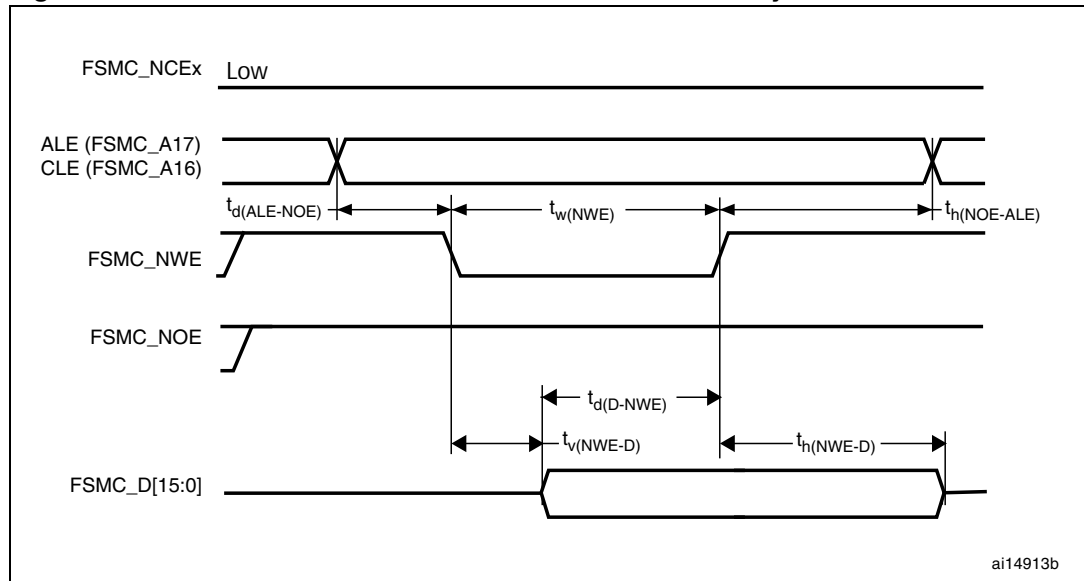 FSMC_NCEx Low
ALE (FSMC_A17)
CLE (FSMC_A16)
td(ALE-NOE) tw(NWE) th(NOE-ALE)
FSMC_NWE
FSMC_NOE
td(D-NWE)
tv(NWE-D) th(NWE-D)
FSMC_D[15:0]
ai14913b